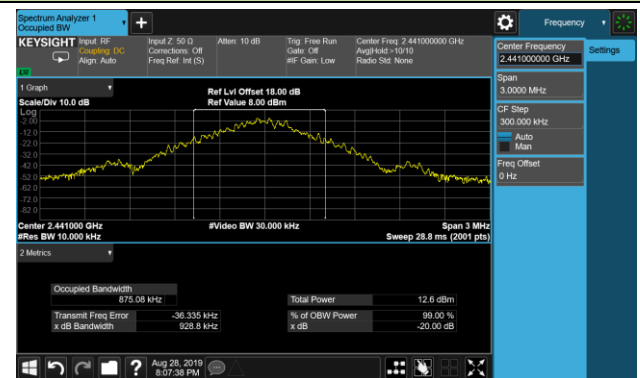 Spectrum Analyzer 1
Occupied BW
+
Frequency
KEYSIGHT
Input: RF
Coupling: DC
Align: Auto
Input Z: 50 Ω
Corrections: Off
Freq Ref: Int (S)
Atten: 10 dB
Trig: Free Run
Gate: Off
#IF Gain: Low
Center Freq: 2.441000000 GHz
Avg|Hold:>10/10
Radio Std: None
Center Frequency
2.441000000 GHz
Settings
Span
3.0000 MHz
CF Step
300.000 kHz
Auto
Man
Freq Offset
0 Hz
1 Graph
Scale/Div 10.0 dB
Ref Lvl Offset 18.00 dB
Ref Value 8.00 dBm
Log
-2.00
-12.0
-22.0
-32.0
-42.0
-52.0
-62.0
-72.0
-82.0
Center 2.441000 GHz
#Video BW 30.000 kHz
Span 3 MHz
#Res BW 10.000 kHz
Sweep 28.8 ms (2001 pts)
2 Metrics
Occupied Bandwidth
875.08 kHz
Total Power 12.6 dBm
Transmit Freq Error -36.335 kHz
% of OBW Power 99.00 %
x dB Bandwidth 928.8 kHz
x dB -20.00 dB
?
Aug 28, 2019
8:07:38 PM